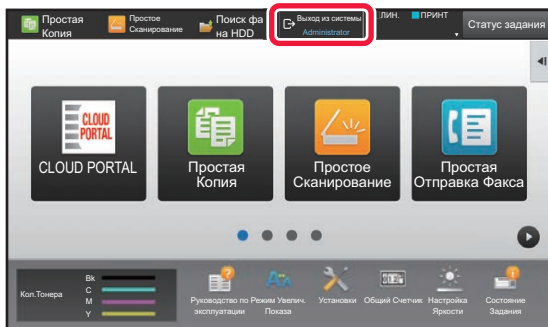 Простая
Копия
Простое
Сканирование
Поиск фа
на HDD
Выход из системы
Administrator
ЛИН.
ПРИНТ
Статус задания
CLOUD
PORTAL
CLOUD PORTAL
Простая
Копия
Простое
Сканирование
Простая
Отправка Факса
Кол.Тонера
Bk
C
M
Y
Руководство по
эксплуатации
Режим Увелич.
Показа
Установки
Общий Счетчик
Настройка
Яркости
Состояние
Задания